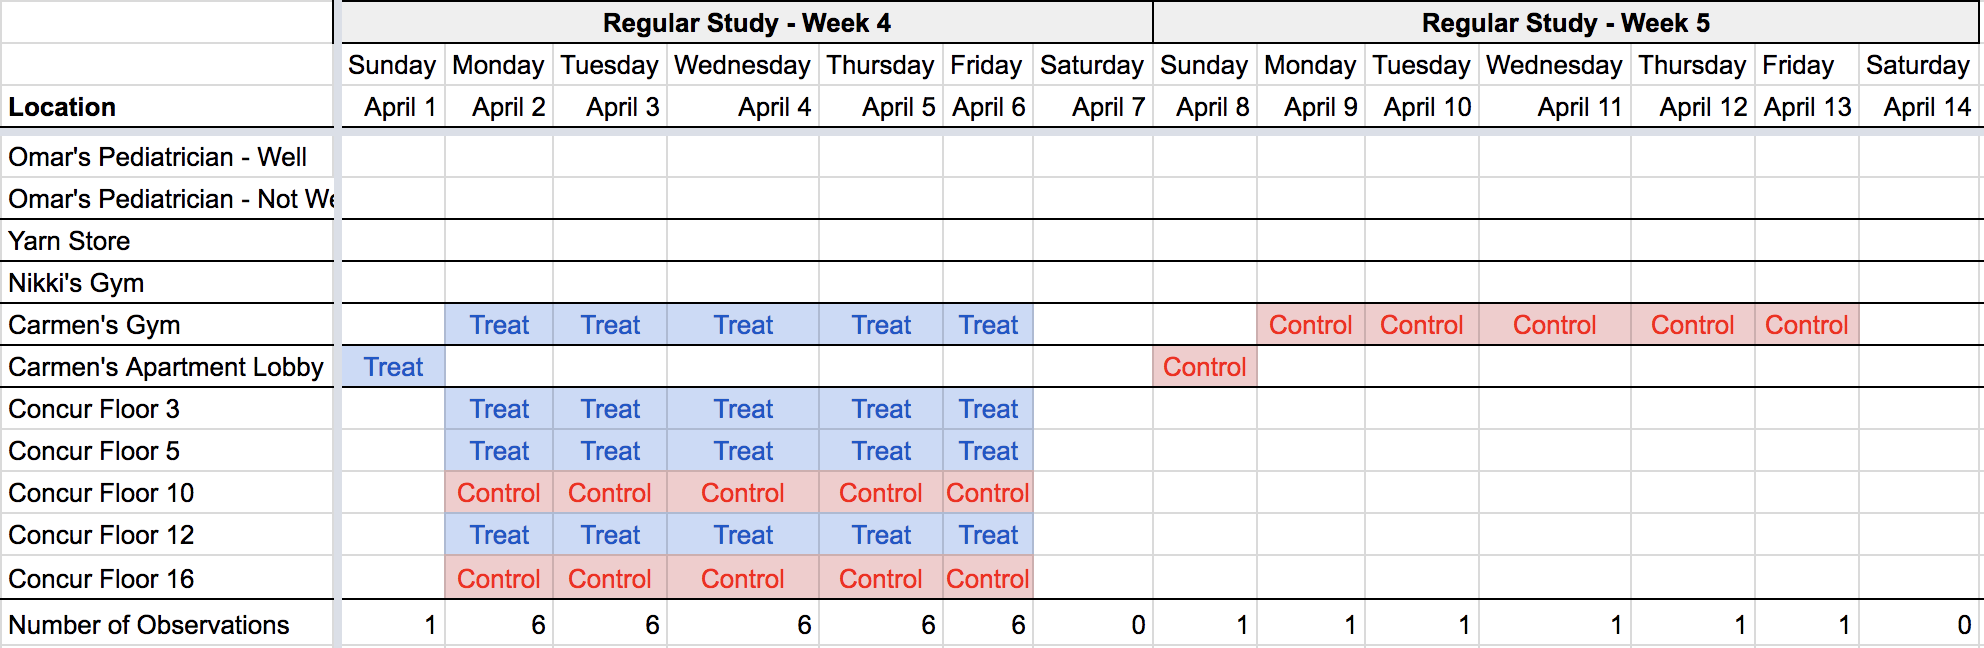 Regular Study - Week 4 Regular Study - Week 5
Sunday Monday Tuesday Wednesday Thursday Friday Saturday Sunday Monday Tuesday Wednesday Thursday Friday Saturday
Location April 1 April 2 April 3 April 4 April 5 April 6 April 7 April 8 April 9 April 10 April 11 April 12 April 13 April 14
Omar's Pediatrician - Well
Omar's Pediatrician - Not We
Yarn Store
Nikki's Gym
Carmen's Gym Treat Treat Treat Treat Treat Control Control Control Control Control
Carmen's Apartment Lobby Treat Control
Concur Floor 3 Treat Treat Treat Treat Treat
Concur Floor 5 Treat Treat Treat Treat Treat
Concur Floor 10 Control Control Control Control Control
Concur Floor 12 Treat Treat Treat Treat Treat
Concur Floor 16 Control Control Control Control Control
Number of Observations 1 6 6 6 6 6 0 1 1 1 1 1 1 0